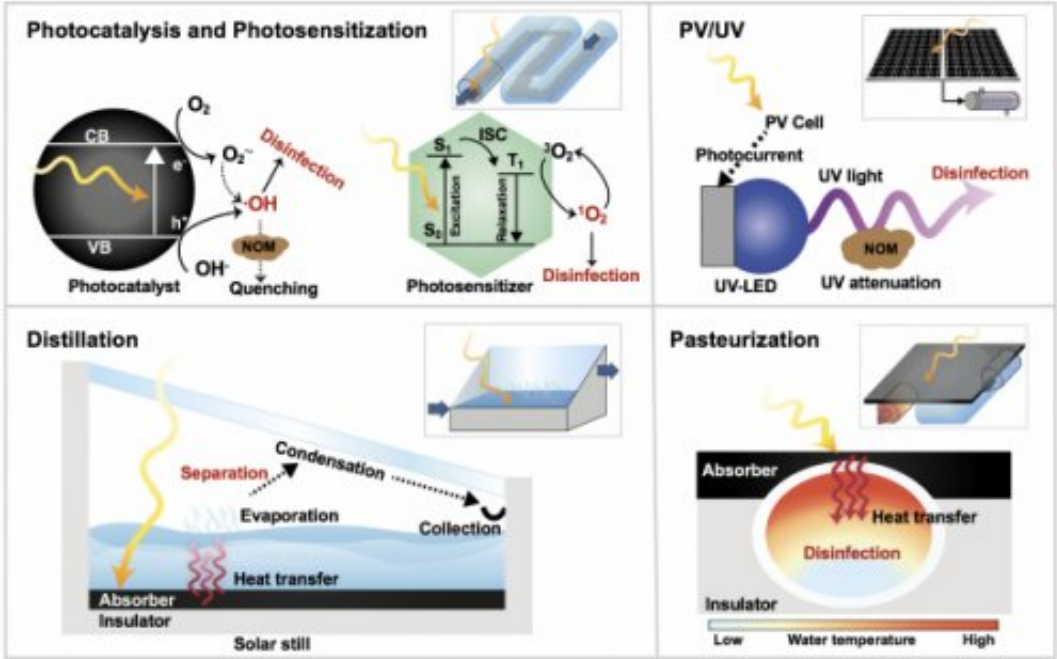 Photocatalysis and Photosensitization
O₂
CB
e⁻
O₂˙⁻
Disinfection
·OH
h⁺
VB
NOM
OH⁻
Photocatalyst
Quenching
ISC
S₁
T₁
³O₂
Excitation
Relaxation
¹O₂
S₀
Photosensitizer
Disinfection
PV/UV
PV Cell
Photocurrent
UV light
Disinfection
NOM
UV-LED
UV attenuation
Distillation
Separation
Condensation
Evaporation
Collection
Heat transfer
Absorber
Insulator
Solar still
Pasteurization
Absorber
Heat transfer
Disinfection
Insulator
Low Water temperature High